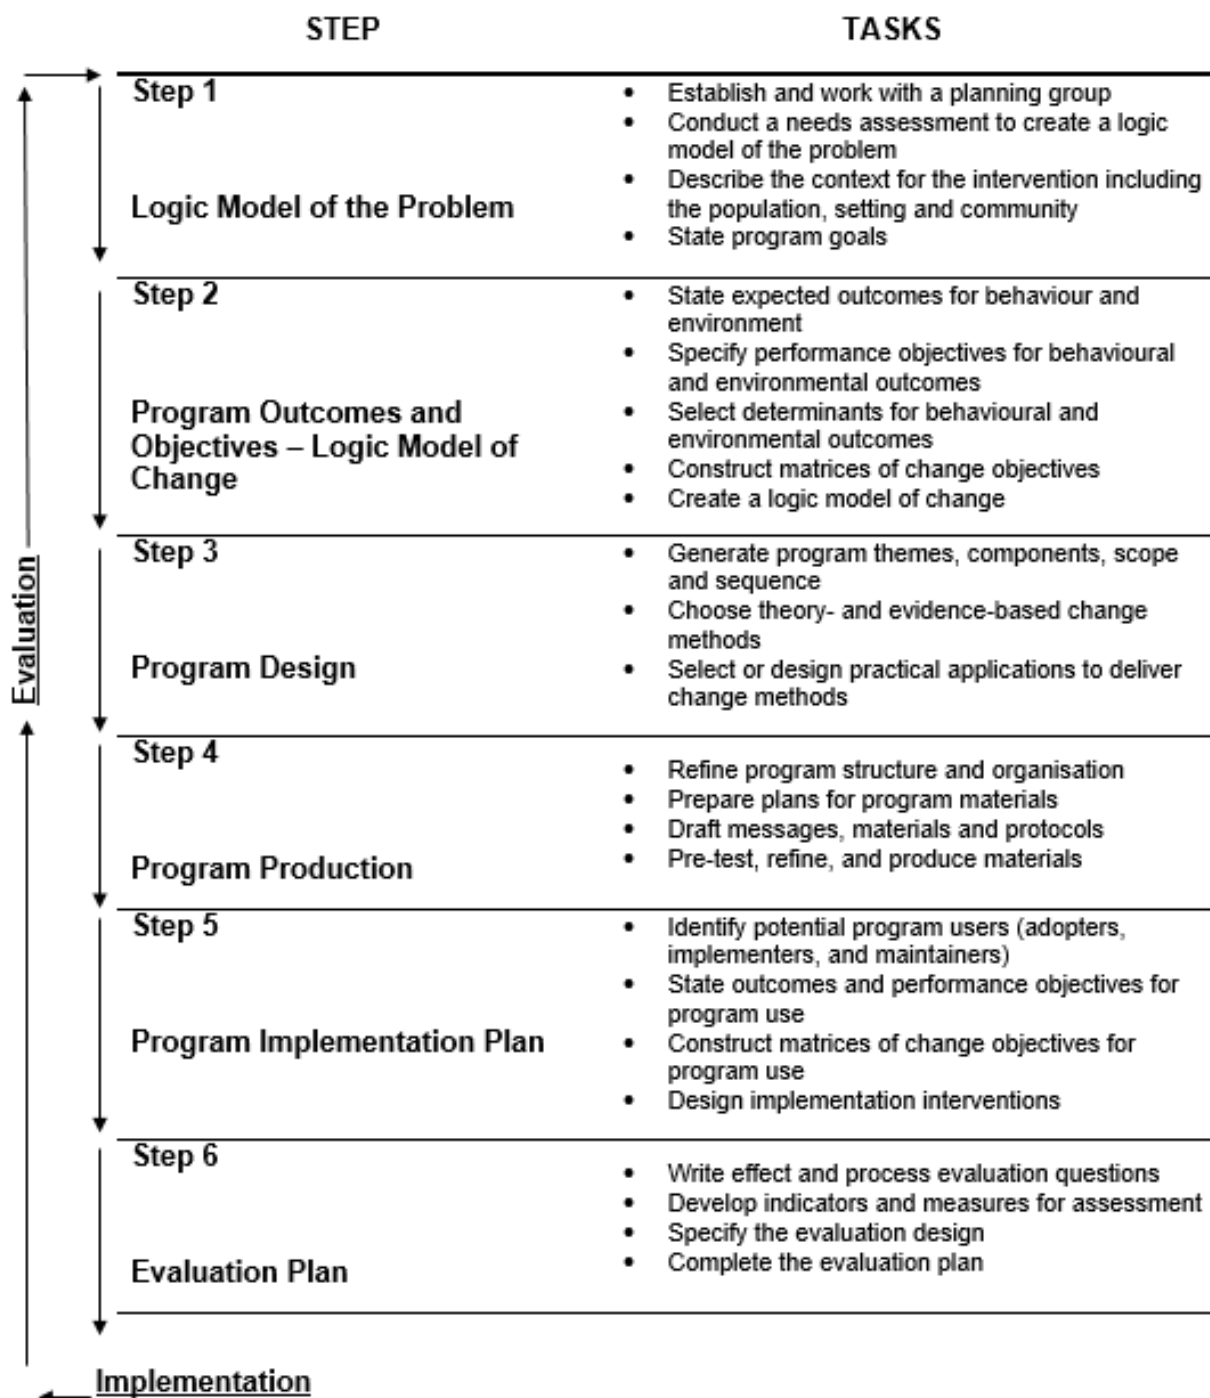 STEP
TASKS
Step 1
Logic Model of the Problem
• Establish and work with a planning group
• Conduct a needs assessment to create a logic
model of the problem
• Describe the context for the intervention including
the population, setting and community
• State program goals
Step 2
Program Outcomes and
Objectives – Logic Model of
Change
• State expected outcomes for behaviour and
environment
• Specify performance objectives for behavioural
and environmental outcomes
• Select determinants for behavioural and
environmental outcomes
• Construct matrices of change objectives
• Create a logic model of change
Step 3
Program Design
• Generate program themes, components, scope
and sequence
• Choose theory- and evidence-based change
methods
• Select or design practical applications to deliver
change methods
Step 4
Program Production
• Refine program structure and organisation
• Prepare plans for program materials
• Draft messages, materials and protocols
• Pre-test, refine, and produce materials
Step 5
Program Implementation Plan
• Identify potential program users (adopters,
implementers, and maintainers)
• State outcomes and performance objectives for
program use
• Construct matrices of change objectives for
program use
• Design implementation interventions
Step 6
Evaluation Plan
• Write effect and process evaluation questions
• Develop indicators and measures for assessment
• Specify the evaluation design
• Complete the evaluation plan
Evaluation
Implementation